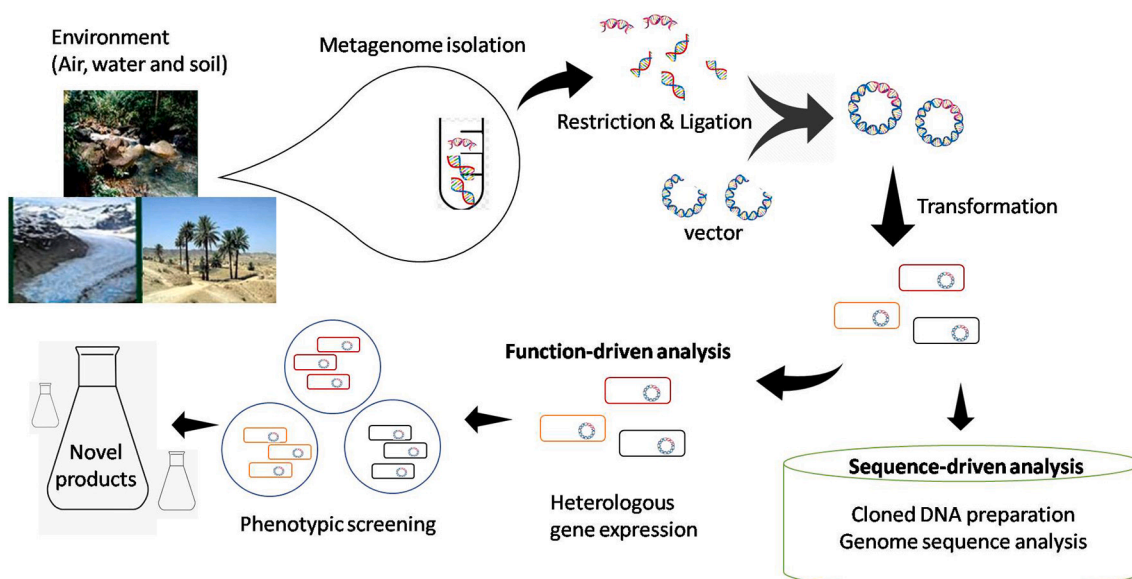 Environment
(Air, water and soil)
Metagenome isolation
Restriction & Ligation
vector
Transformation
Function-driven analysis
Heterologous
gene expression
Phenotypic screening
Novel
products
Sequence-driven analysis
Cloned DNA preparation
Genome sequence analysis